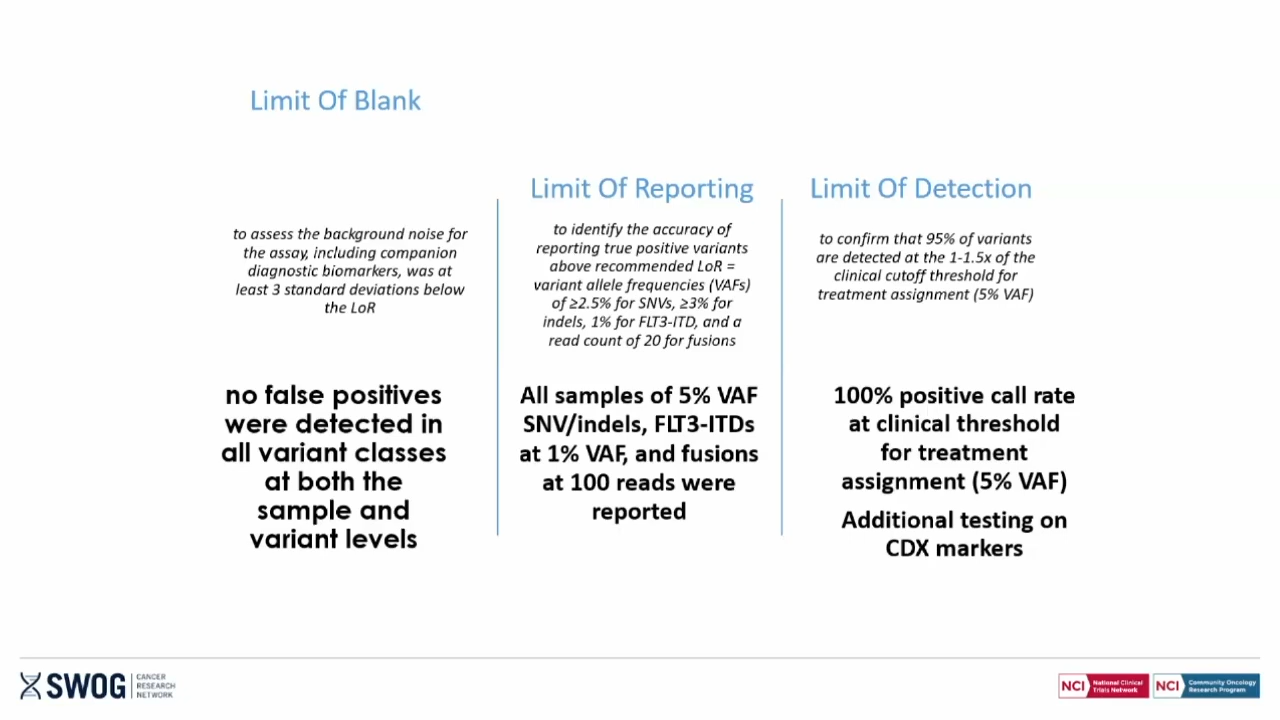 Limit Of Blank
to assess the background noise for
the assay, including companion
diagnostic biomarkers, was at
least 3 standard deviations below
the LoR
no false positives
were detected in
all variant classes
at both the
sample and
variant levels
Limit Of Reporting
to identify the accuracy of
reporting true positive variants
above recommended LoR =
variant allele frequencies (VAFs)
of ≥2.5% for SNVs, ≥3% for
indels, 1% for FLT3-ITD, and a
read count of 20 for fusions
All samples of 5% VAF
SNV/indels, FLT3-ITDs
at 1% VAF, and fusions
at 100 reads were
reported
Limit Of Detection
to confirm that 95% of variants
are detected at the 1-1.5x of the
clinical cutoff threshold for
treatment assignment (5% VAF)
100% positive call rate
at clinical threshold
for treatment
assignment (5% VAF)
Additional testing on
CDX markers
SWOG
CANCER
RESEARCH
NETWORK
NCI
National Clinical
Trials Network
NCI
Community Oncology
Research Program